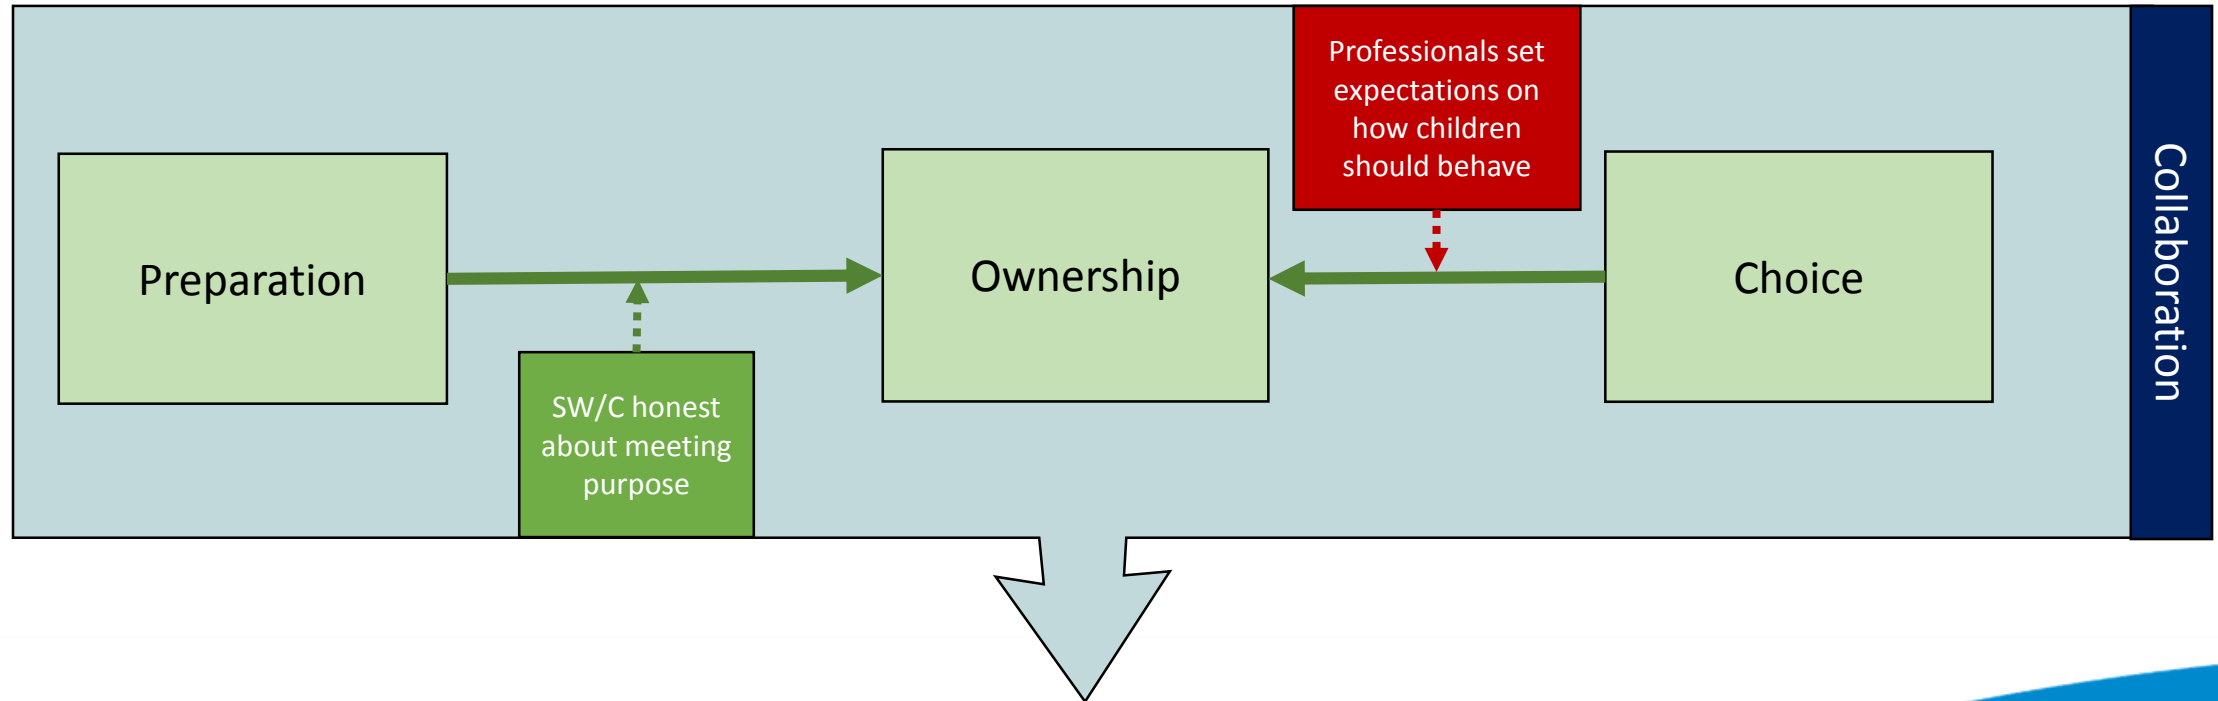 Professionals set
expectations on
how children
should behave
Preparation
Ownership
Choice
Collaboration
SW/C honest
about meeting
purpose